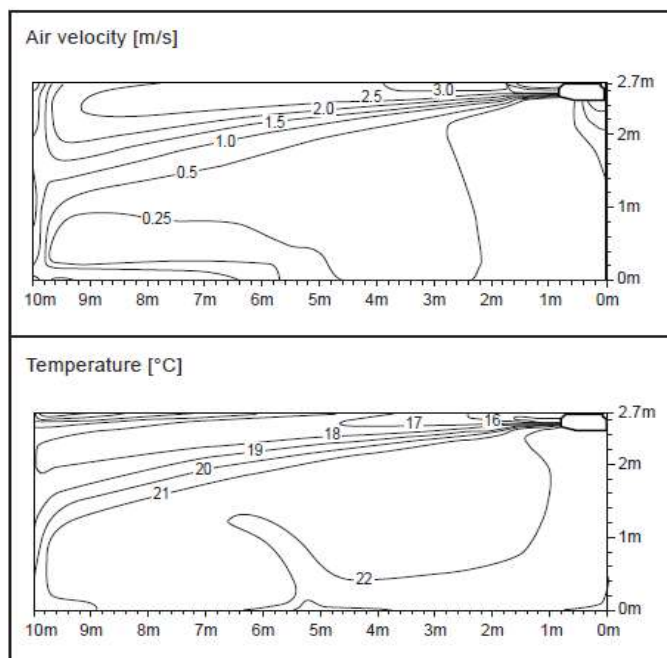 Air velocity [m/s]
2.5 3.0 2.7m
2.0
1.5 2m
1.0
0.5
0.25 1m
0m
10m 9m 8m 7m 6m 5m 4m 3m 2m 1m 0m
Temperature [°C]
17 16 2.7m
18
19
20 2m
21
1m
22
0m
10m 9m 8m 7m 6m 5m 4m 3m 2m 1m 0m